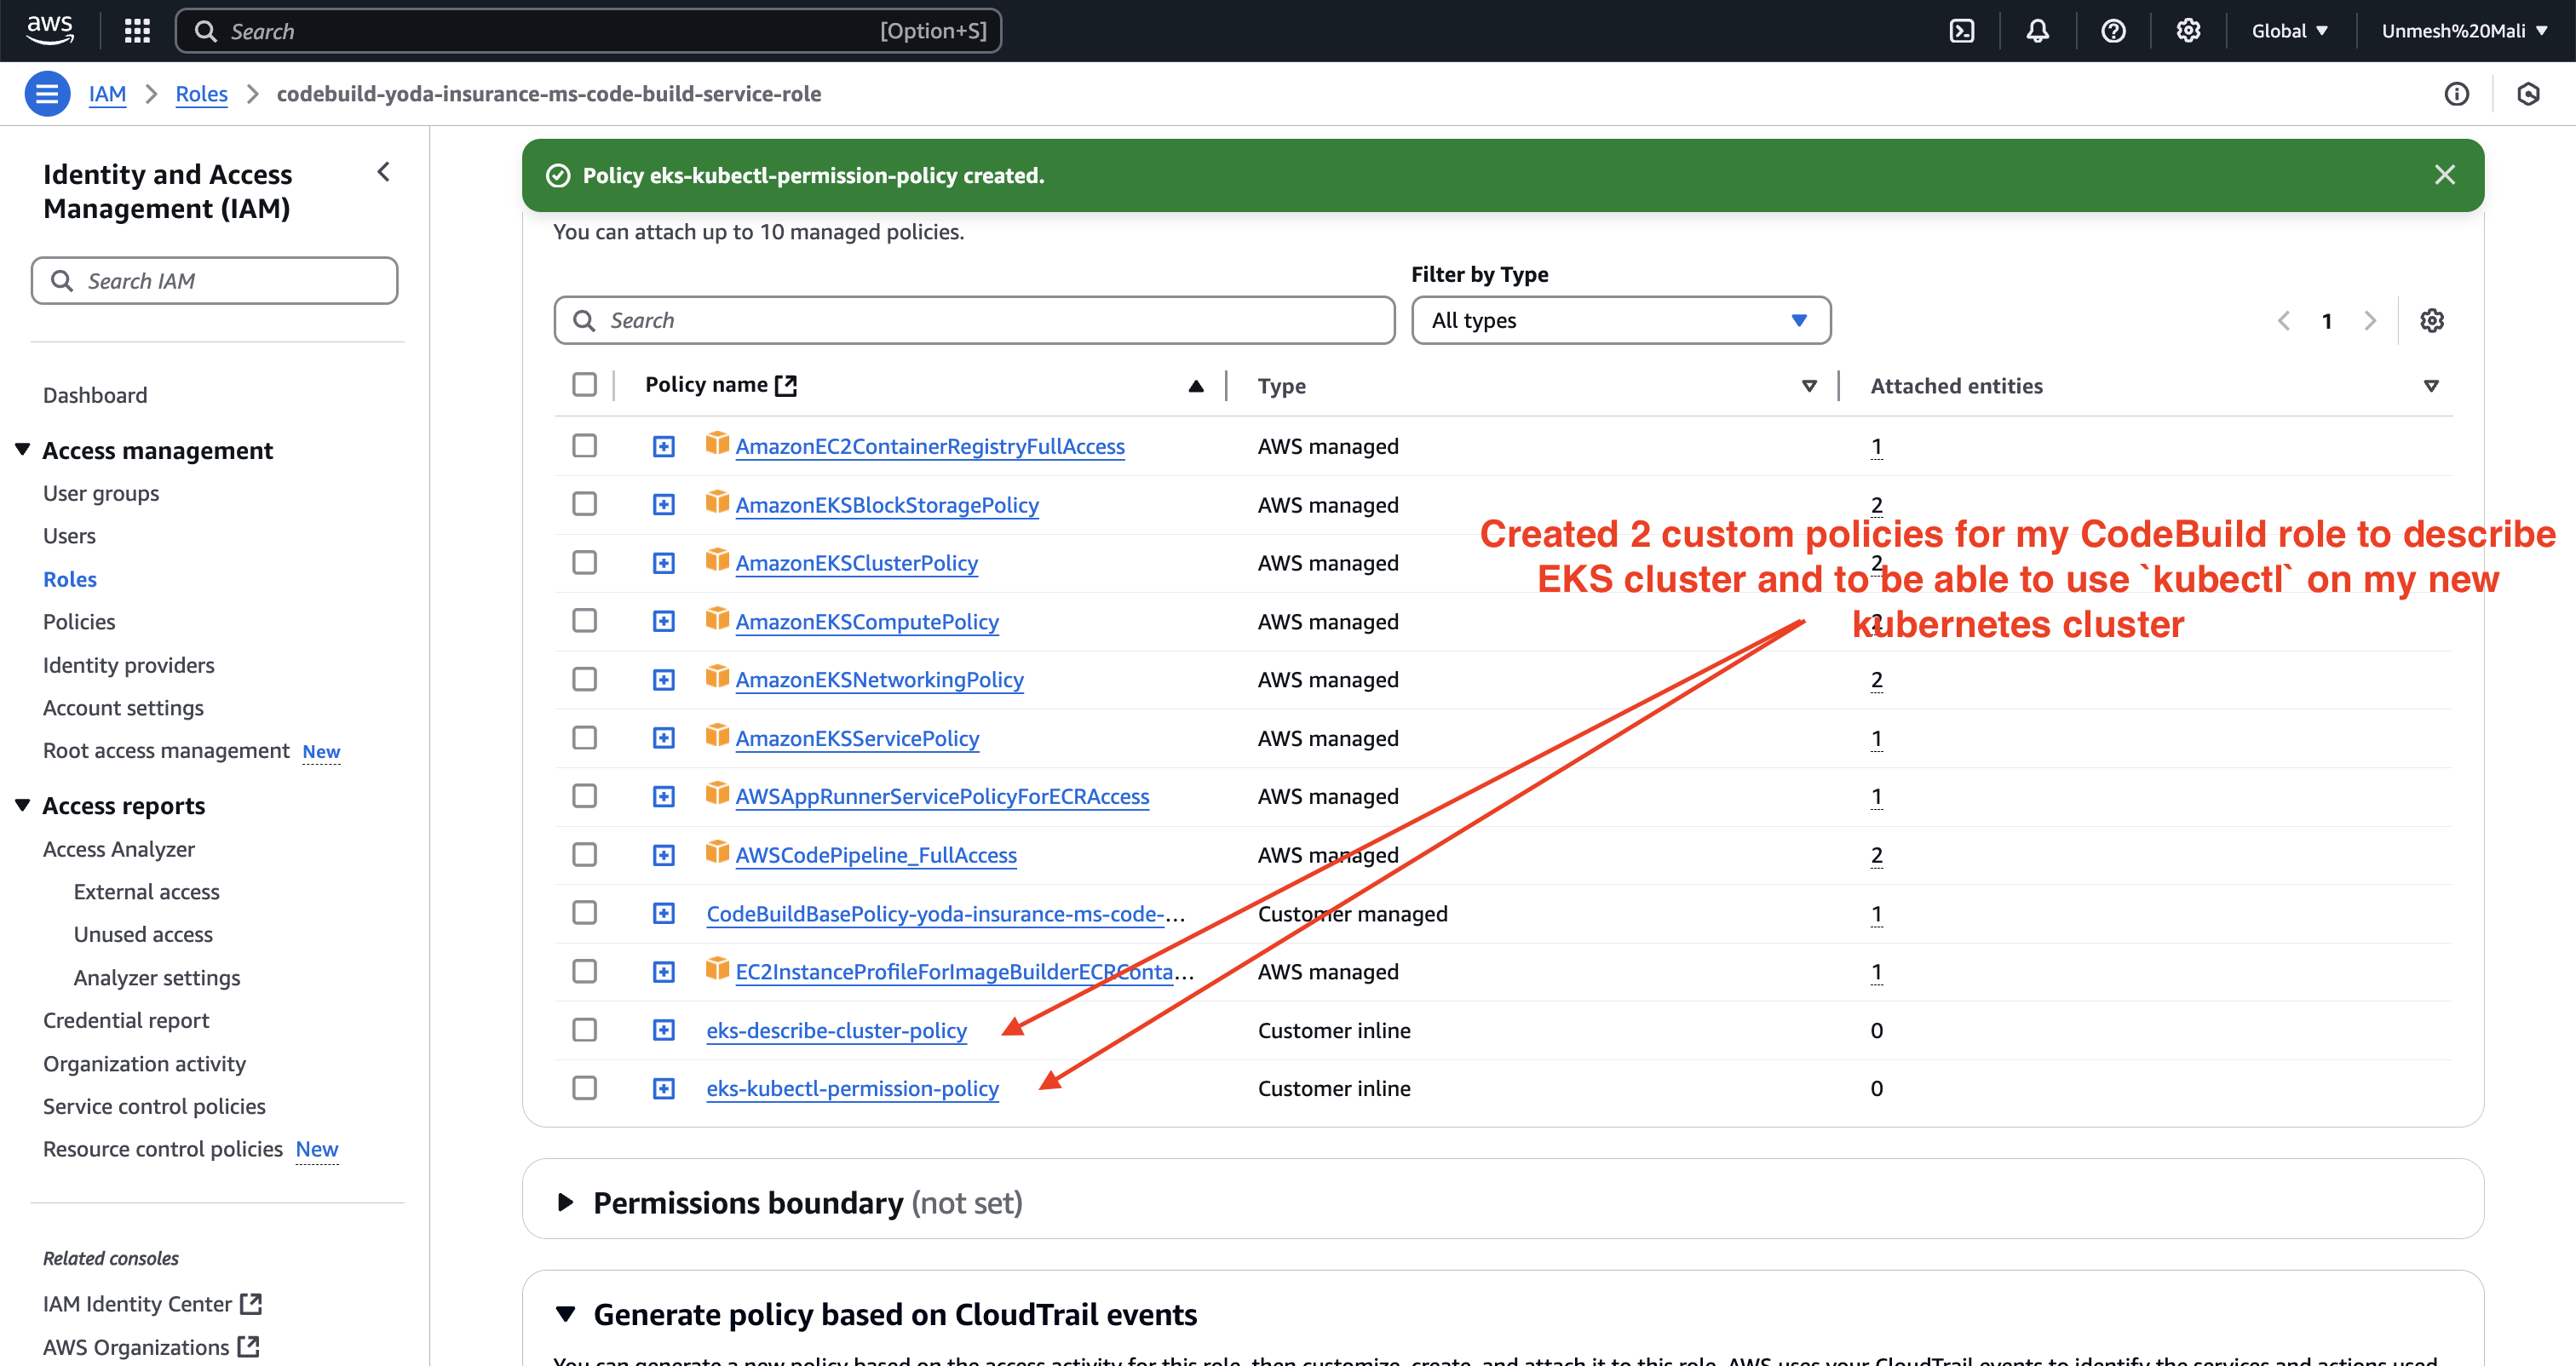 aws
Search
[Option+S]
Global
Unmesh%20Mali
IAM
Roles
codebuild-yoda-insurance-ms-code-build-service-role
Identity and Access
Management (IAM)
Search IAM
Dashboard
Access management
User groups
Users
Roles
Policies
Identity providers
Account settings
Root access management New
Access reports
Access Analyzer
External access
Unused access
Analyzer settings
Credential report
Organization activity
Service control policies
Resource control policies New
Related consoles
IAM Identity Center
AWS Organizations
Policy eks-kubectl-permission-policy created.
You can attach up to 10 managed policies.
Filter by Type
Search
All types
1
Policy name Type Attached entities
AmazonEC2ContainerRegistryFullAccess AWS managed 1
AmazonEKSBlockStoragePolicy AWS managed 2
AmazonEKSClusterPolicy AWS managed 2
AmazonEKSComputePolicy AWS managed 2
AmazonEKSNetworkingPolicy AWS managed 2
AmazonEKSServicePolicy AWS managed 1
AWSAppRunnerServicePolicyForECRAccess AWS managed 1
AWSCodePipeline_FullAccess AWS managed 2
CodeBuildBasePolicy-yoda-insurance-ms-code-... Customer managed 1
EC2InstanceProfileForImageBuilderECRConta... AWS managed 1
eks-describe-cluster-policy Customer inline 0
eks-kubectl-permission-policy Customer inline 0
Created 2 custom policies for my CodeBuild role to describe
EKS cluster and to be able to use `kubectl` on my new
kubernetes cluster
Permissions boundary (not set)
Generate policy based on CloudTrail events
You can generate a new policy based on the access activity for this role, then customize, create, and attach it to this role. AWS uses your CloudTrail events to identify the services and actions used